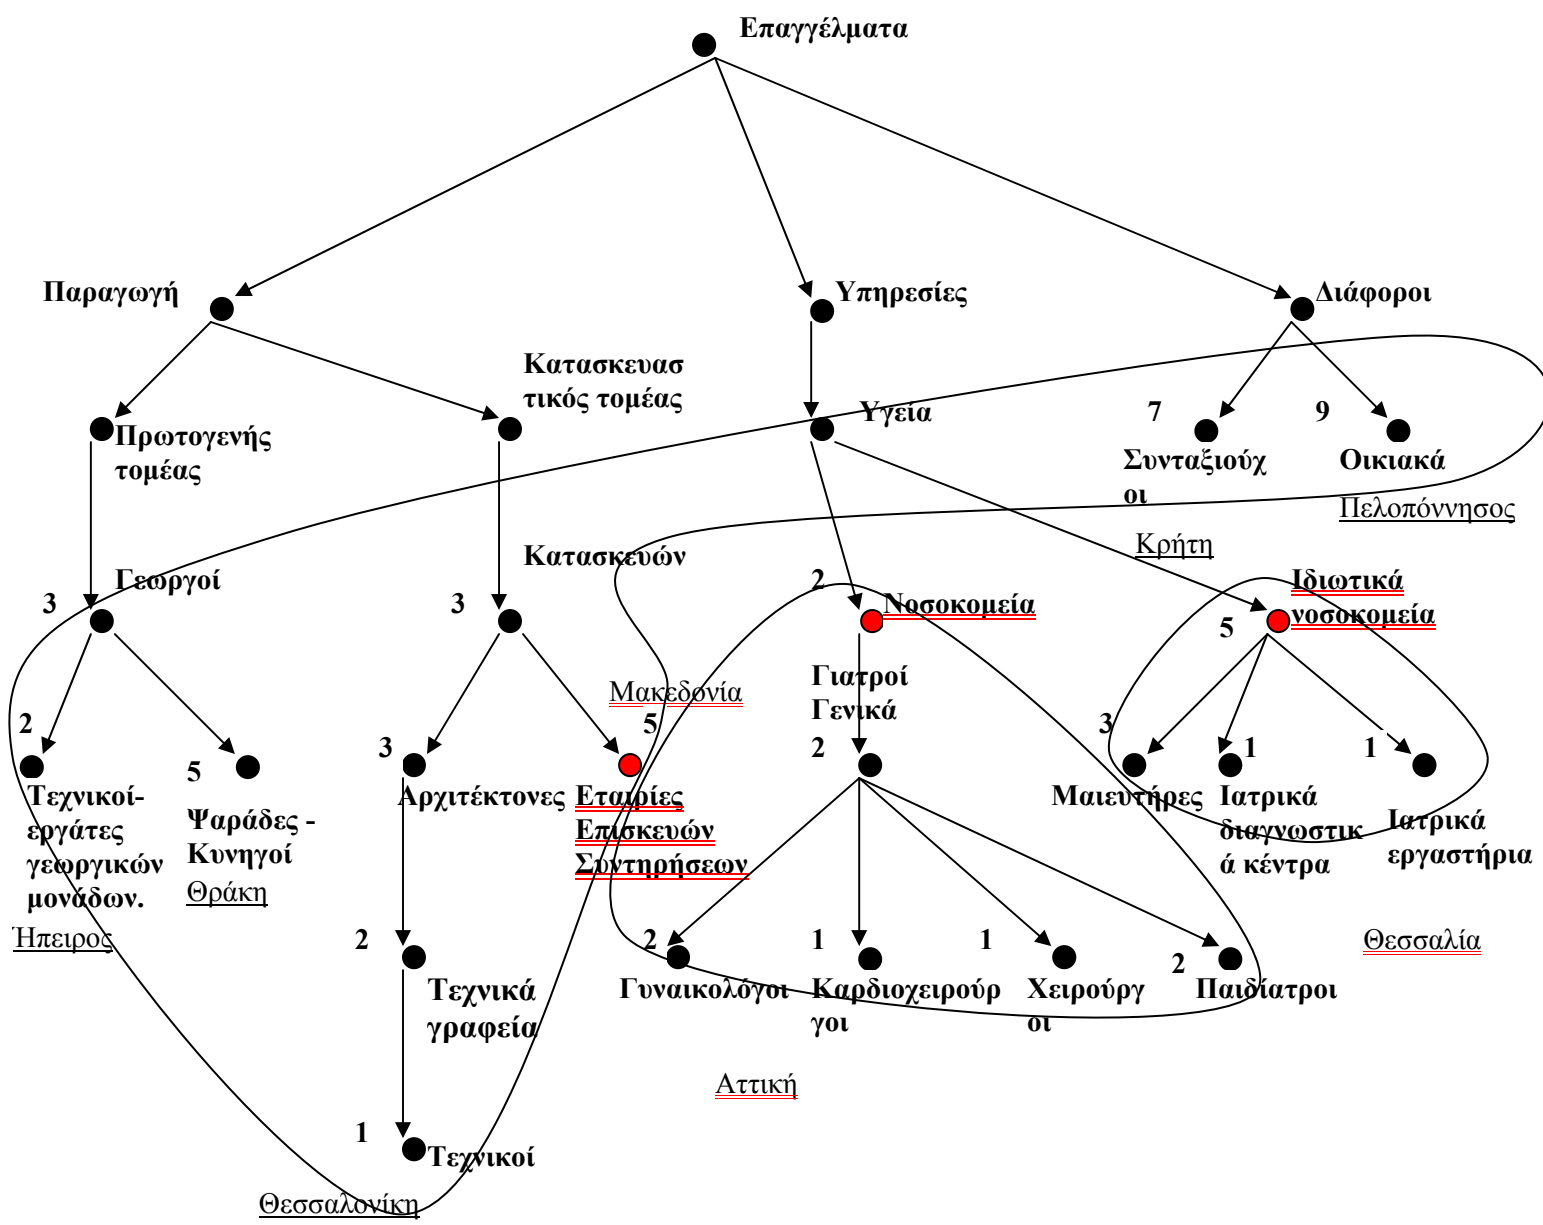 Επαγγέλματα
Παραγωγή
Υπηρεσίες
Διάφοροι
Κατασκευασ
τικός τομέας
Πρωτογενής
τομέας
Υγεία
7
9
Συνταξιούχ
οι
Οικιακά
Πελοπόννησος
Κρήτη
Κατασκευών
Γεωργοί
3
3
2
Νοσοκομεία
Ιδιωτικά
νοσοκομεία
5
Γιατροί
Γενικά
Μακεδονία
2
5
3
5
2
3
1
1
Τεχνικοί-
εργάτες
γεωργικών
μονάδων.
Ψαράδες -
Κυνηγοί
Θράκη
Ήπειρος
Αρχιτέκτονες
Εταιρίες
Επισκευών
Συντηρήσεων
Μαιευτήρες
Ιατρικά
διαγνωστικ
ά κέντρα
Ιατρικά
εργαστήρια
Θεσσαλία
2
2
1
1
2
Τεχνικά
γραφεία
Γυναικολόγοι
Καρδιοχειρούρ
γοι
Χειρούργ
οι
Παιδίατροι
Αττική
1
Τεχνικοί
Θεσσαλονίκη